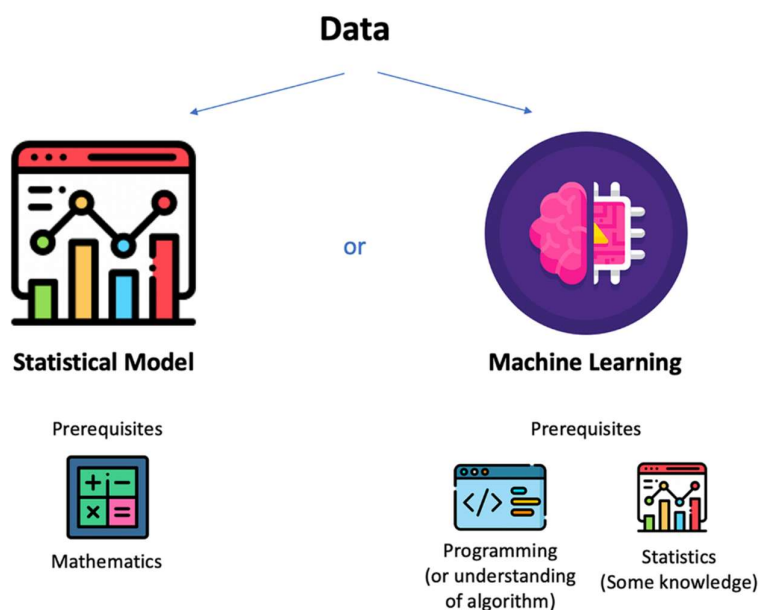 Data
or
Statistical Model
Machine Learning
Prerequisites
Prerequisites
Mathematics
Programming
(or understanding
of algorithm)
Statistics
(Some knowledge)